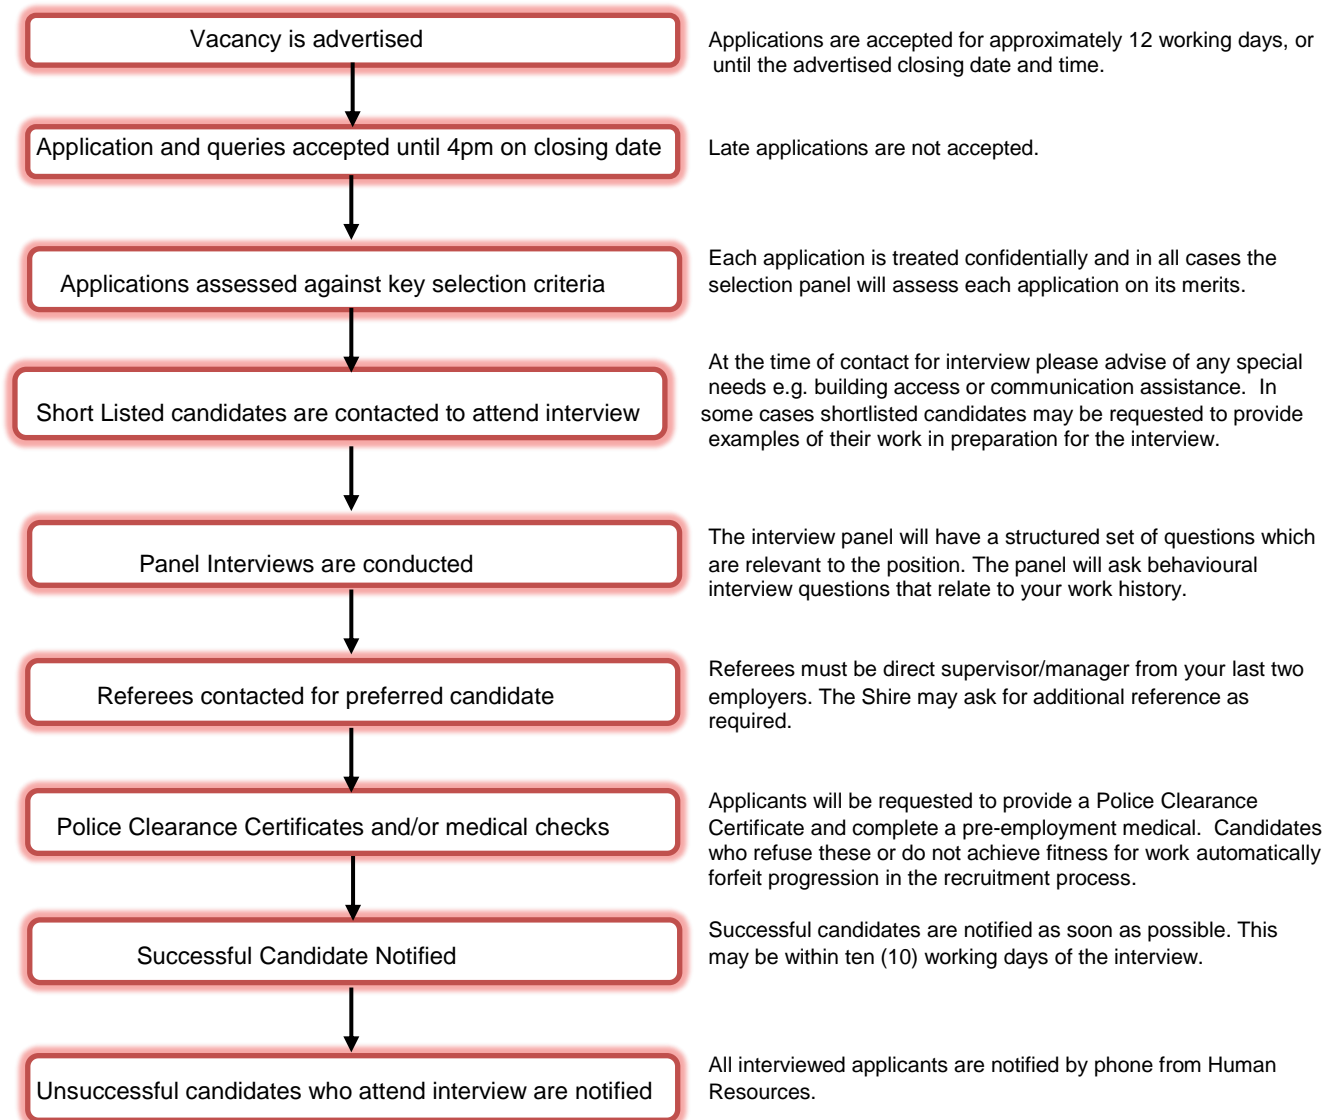 Vacancy is advertised
Applications are accepted for approximately 12 working days, or
until the advertised closing date and time.
Application and queries accepted until 4pm on closing date
Late applications are not accepted.
Applications assessed against key selection criteria
Each application is treated confidentially and in all cases the
selection panel will assess each application on its merits.
Short Listed candidates are contacted to attend interview
At the time of contact for interview please advise of any special
needs e.g. building access or communication assistance.  In
some cases shortlisted candidates may be requested to provide
examples of their work in preparation for the interview.
Panel Interviews are conducted
The interview panel will have a structured set of questions which
are relevant to the position. The panel will ask behavioural
interview questions that relate to your work history.
Referees contacted for preferred candidate
Referees must be direct supervisor/manager from your last two
employers. The Shire may ask for additional reference as
required.
Police Clearance Certificates and/or medical checks
Applicants will be requested to provide a Police Clearance
Certificate and complete a pre-employment medical.  Candidates
who refuse these or do not achieve fitness for work automatically
forfeit progression in the recruitment process.
Successful Candidate Notified
Successful candidates are notified as soon as possible. This
may be within ten (10) working days of the interview.
Unsuccessful candidates who attend interview are notified
All interviewed applicants are notified by phone from Human
Resources.